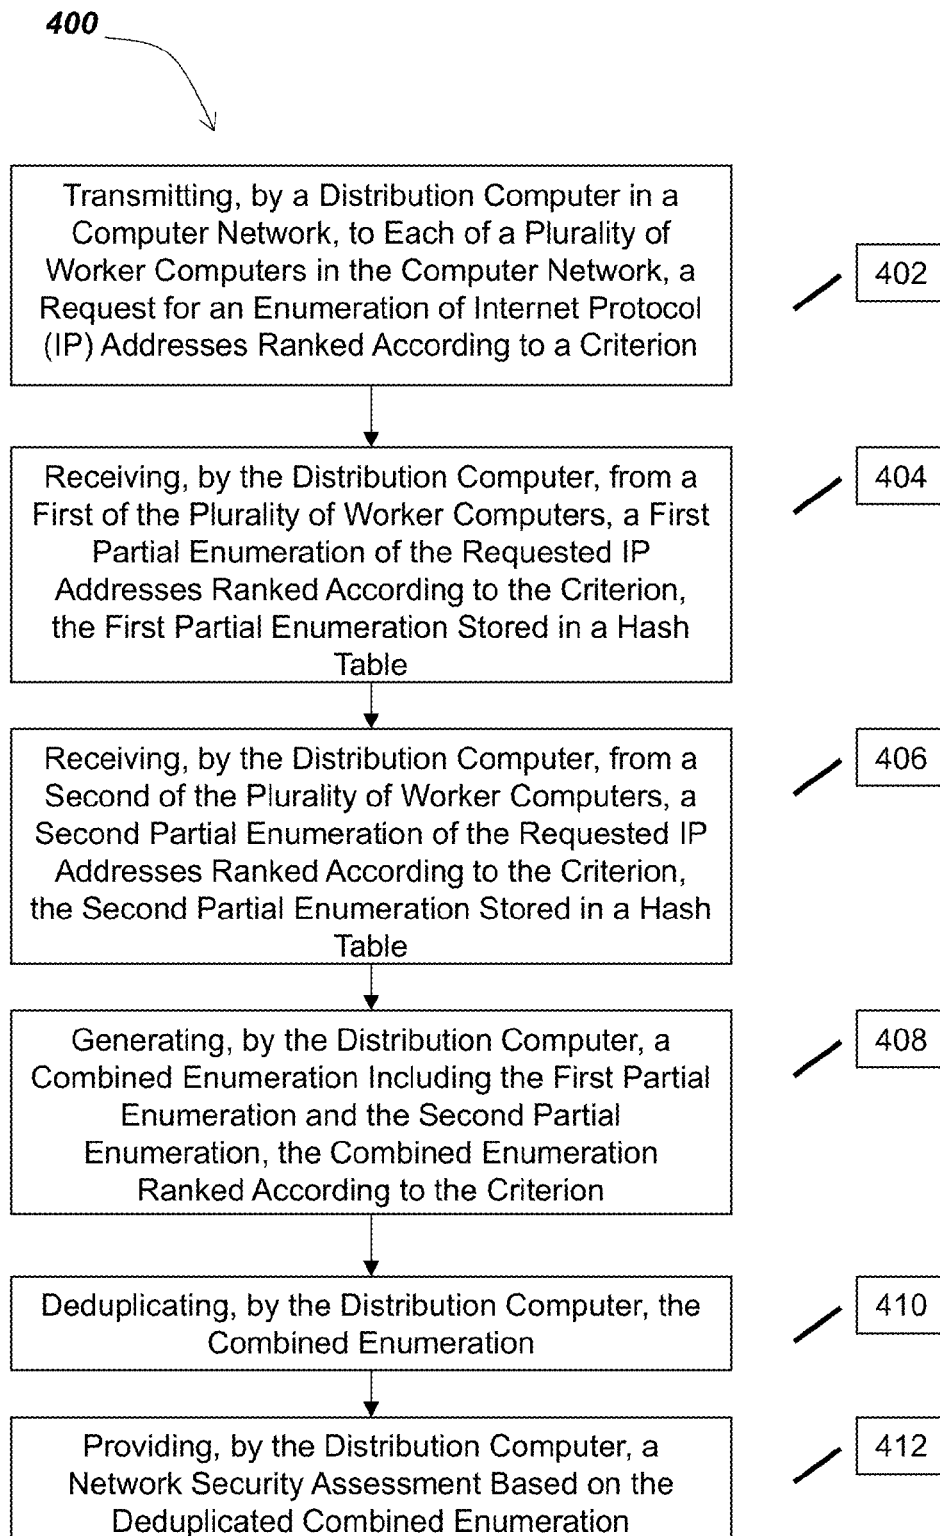 400
Transmitting, by a Distribution Computer in a
Computer Network, to Each of a Plurality of
Worker Computers in the Computer Network, a
Request for an Enumeration of Internet Protocol
(IP) Addresses Ranked According to a Criterion
402
Receiving, by the Distribution Computer, from a
First of the Plurality of Worker Computers, a First
Partial Enumeration of the Requested IP
Addresses Ranked According to the Criterion,
the First Partial Enumeration Stored in a Hash
Table
404
Receiving, by the Distribution Computer, from a
Second of the Plurality of Worker Computers, a
Second Partial Enumeration of the Requested IP
Addresses Ranked According to the Criterion,
the Second Partial Enumeration Stored in a Hash
Table
406
Generating, by the Distribution Computer, a
Combined Enumeration Including the First Partial
Enumeration and the Second Partial
Enumeration, the Combined Enumeration
Ranked According to the Criterion
408
Deduplicating, by the Distribution Computer, the
Combined Enumeration
410
Providing, by the Distribution Computer, a
Network Security Assessment Based on the
Deduplicated Combined Enumeration
412